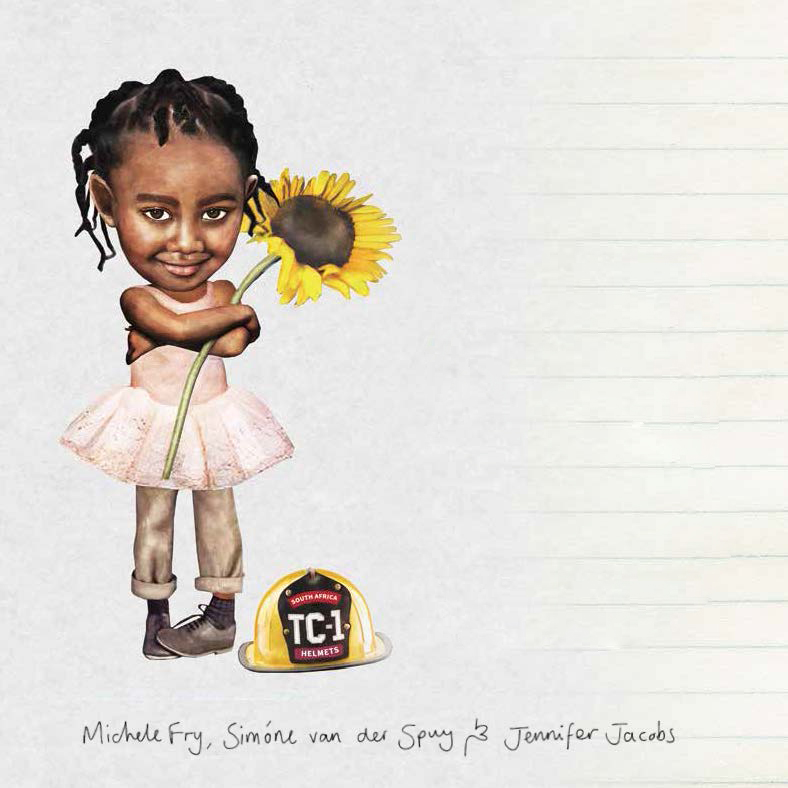 SOUTH AFRICA
TC-1
HELMETS
Michele Fry, Simóne van der Spuy & Jennifer Jacobs